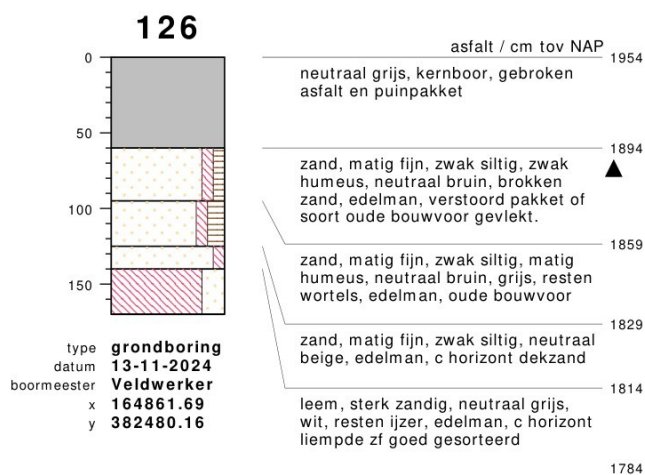 126
asfalt / cm tov NAP
0
1954
neutraal grijs, kernboor, gebroken
asfalt en puinpakket
50
1894
zand, matig fijn, zwak siltig, zwak
humeus, neutraal bruin, brokken
zand, edelman, verstoord pakket of
soort oude bouwvoor gevlekt.
100
1859
zand, matig fijn, zwak siltig, matig
humeus, neutraal bruin, grijs, resten
wortels, edelman, oude bouwvoor
150
1829
zand, matig fijn, zwak siltig, neutraal
beige, edelman, c horizont dekzand
1814
leem, sterk zandig, neutraal grijs,
wit, resten ijzer, edelman, c horizont
liempde zf goed gesorteerd
1784
type grondboring
datum 13-11-2024
boormeester Veldwerker
x 164861.69
y 382480.16